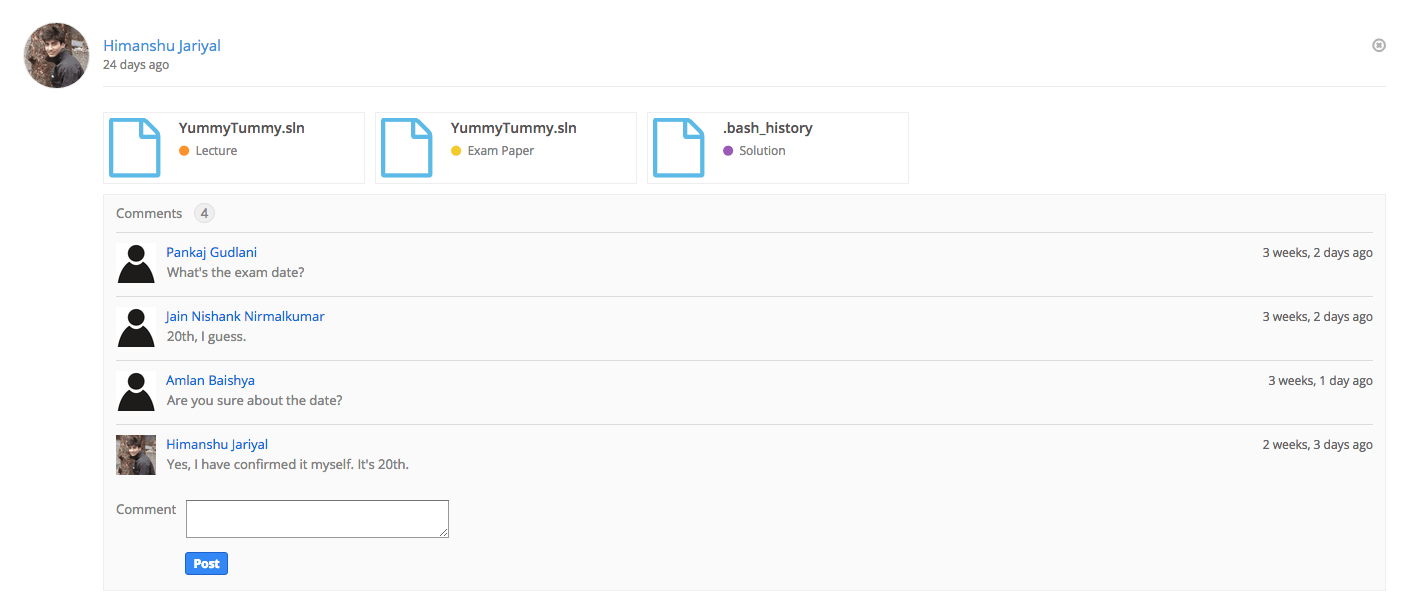 Himanshu Jariyal
24 days ago
YummyTummy.sln
Lecture
YummyTummy.sln
Exam Paper
.bash_history
Solution
Comments 4
Pankaj Gudlani 3 weeks, 2 days ago
What's the exam date?
Jain Nishank Nirmalkumar 3 weeks, 2 days ago
20th, I guess.
Amlan Baishya 3 weeks, 1 day ago
Are you sure about the date?
Himanshu Jariyal 2 weeks, 3 days ago
Yes, I have confirmed it myself. It's 20th.
Comment
Post